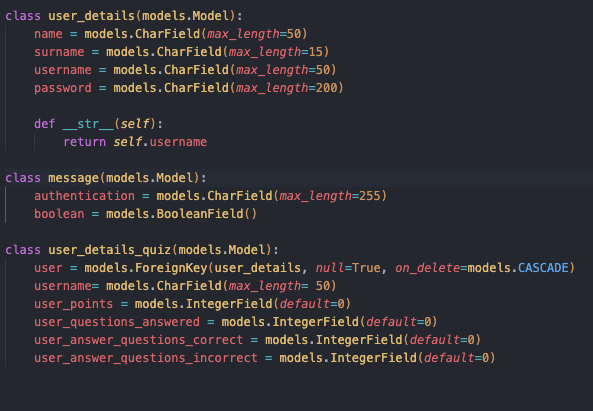 class user_details(models.Model):
    name = models.CharField(max_length=50)
    surname = models.CharField(max_length=15)
    username = models.CharField(max_length=50)
    password = models.CharField(max_length=200)

    def __str__(self):
        return self.username

class message(models.Model):
    authentication = models.CharField(max_length=255)
    boolean = models.BooleanField()

class user_details_quiz(models.Model):
    user = models.ForeignKey(user_details, null=True, on_delete=models.CASCADE)
    username= models.CharField(max_length= 50)
    user_points = models.IntegerField(default=0)
    user_questions_answered = models.IntegerField(default=0)
    user_answer_questions_correct = models.IntegerField(default=0)
    user_answer_questions_incorrect = models.IntegerField(default=0)